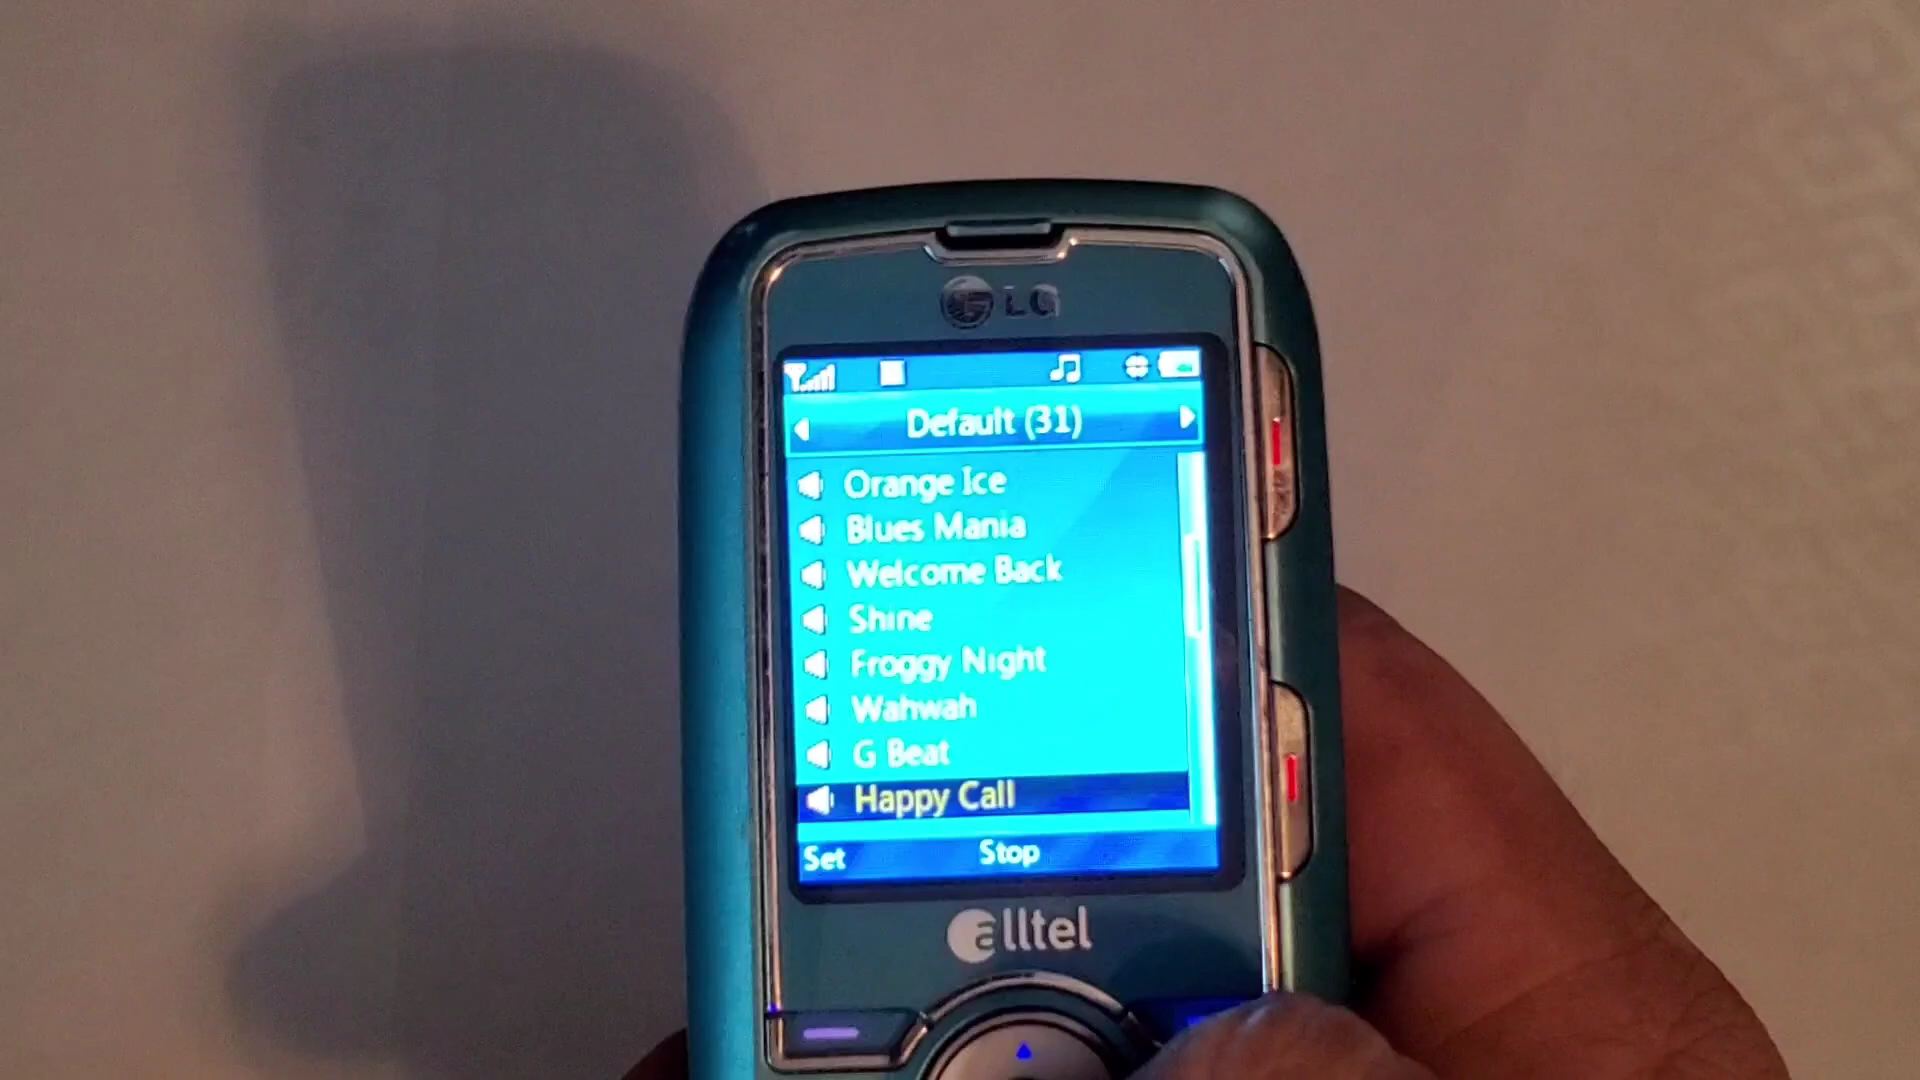 LG
Default (31)
Orange Ice
Blues Mania
Welcome Back
Shine
Froggy Night
Wahwah
G Beat
Happy Call
Set Stop
alltel